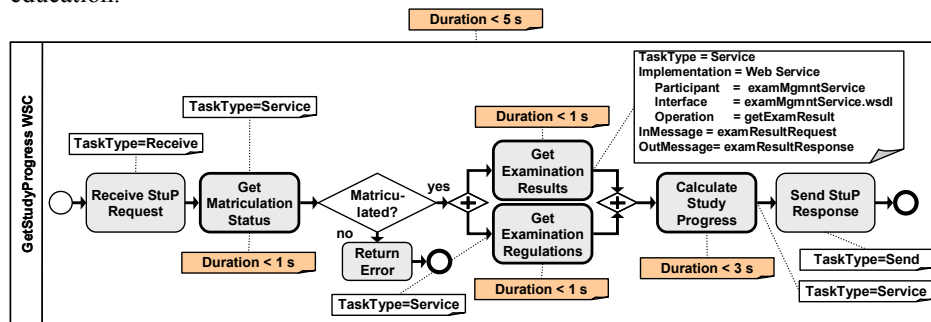 education.
Duration < 5 s
GetStudyProgress WSC
TaskType=Receive
TaskType=Service
Duration < 1 s
TaskType = Service
Implementation = Web Service
Participant = examMgmntService
Interface = examMgmntService.wsdl
Operation = getExamResult
InMessage = examResultRequest
OutMessage= examResultResponse
Receive StuP
Request
Get
Matriculation
Status
Matricu-
lated?
yes
no
Get
Examination
Results
Get
Examination
Regulations
Calculate
Study
Progress
Send StuP
Response
Return
Error
Duration < 1 s
TaskType=Service
Duration < 1 s
Duration < 3 s
TaskType=Send
TaskType=Service